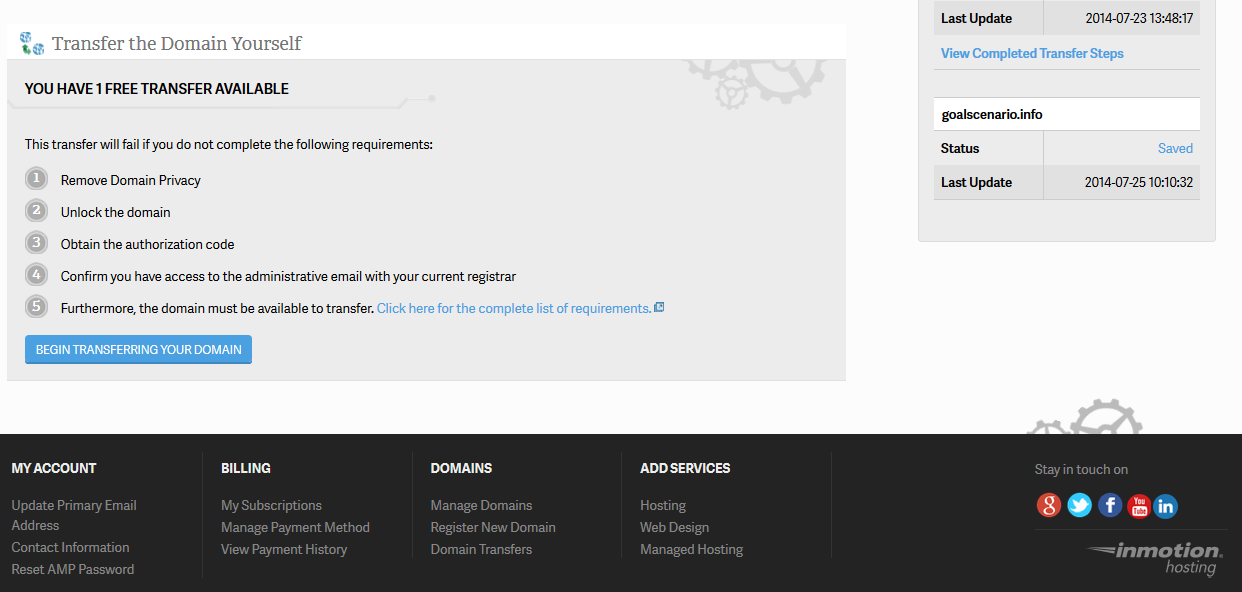 Transfer the Domain Yourself
YOU HAVE 1 FREE TRANSFER AVAILABLE
This transfer will fail if you do not complete the following requirements:
1 Remove Domain Privacy
2 Unlock the domain
3 Obtain the authorization code
4 Confirm you have access to the administrative email with your current registrar
5 Furthermore, the domain must be available to transfer. Click here for the complete list of requirements.
BEGIN TRANSFERRING YOUR DOMAIN
Last Update 2014-07-23 13:48:17
View Completed Transfer Steps
goalscenario.info
Status Saved
Last Update 2014-07-25 10:10:32
MY ACCOUNT
Update Primary Email
Address
Contact Information
Reset AMP Password
BILLING
My Subscriptions
Manage Payment Method
View Payment History
DOMAINS
Manage Domains
Register New Domain
Domain Transfers
ADD SERVICES
Hosting
Web Design
Managed Hosting
Stay in touch on
8 f You Tube in
inmotion.
hosting